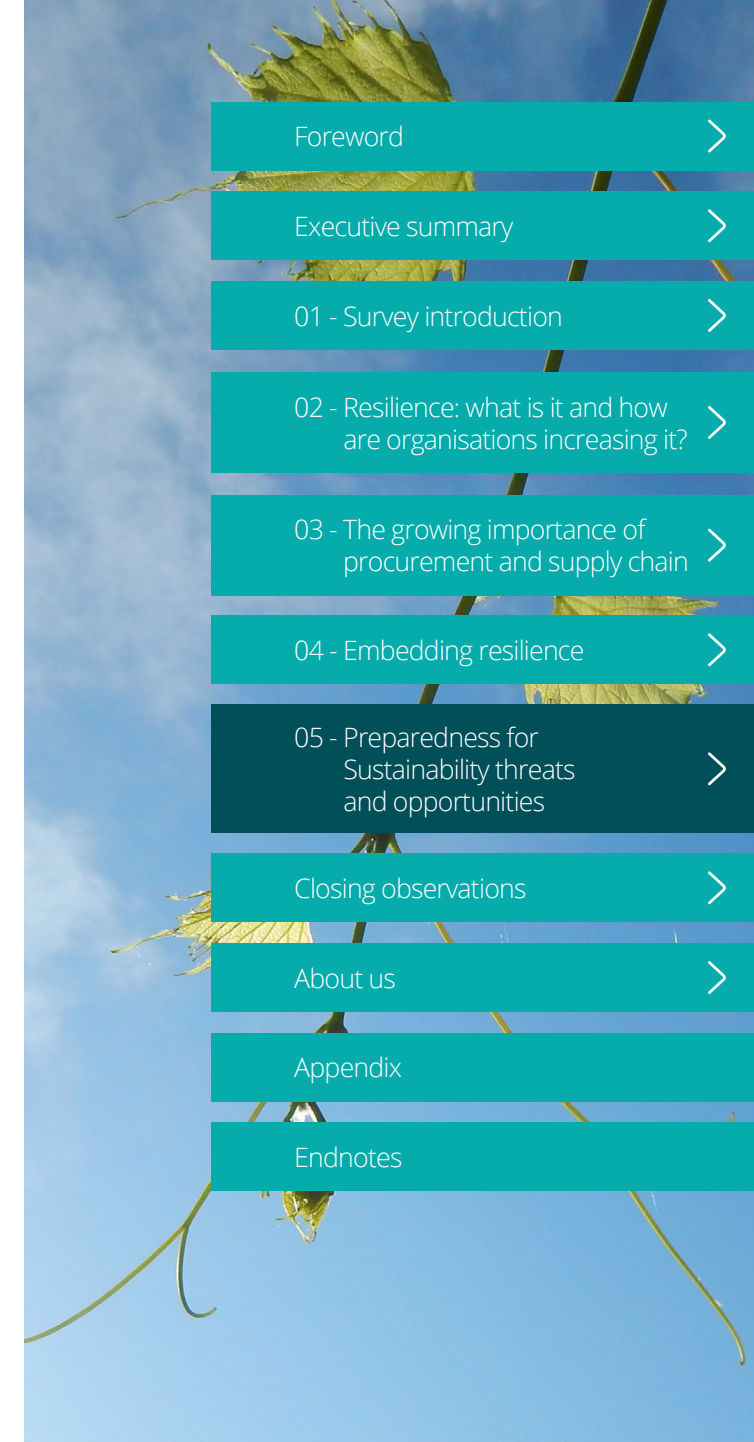 Foreword
Executive summary
01 - Survey introduction
02 - Resilience: what is it and how
are organisations increasing it?
03 - The growing importance of
procurement and supply chain
04 - Embedding resilience
05 - Preparedness for
Sustainability threats
and opportunities
Closing observations
About us
Appendix
Endnotes